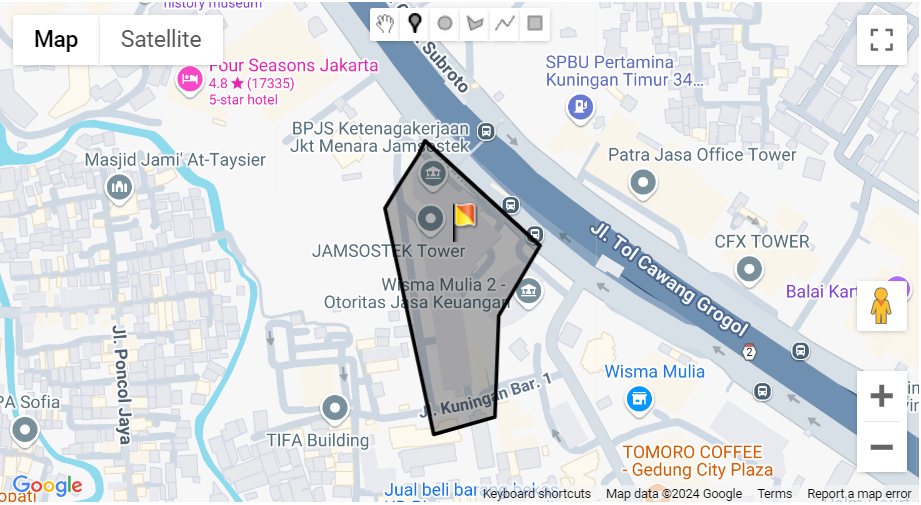 history museum
Map
Satellite
Subroto
Four Seasons Jakarta
4.8 ★ (17335)
5-star hotel
SPBU Pertamina
Kuningan Timur 34...
BPJS Ketenagakerjaan
Jkt Menara Jamsostek
Masjid Jami' At-Taysier
Patra Jasa Office Tower
JAMSOSTEK Tower
CFX TOWER
Jl. Tol Cawang Grogol
Wisma Mulia 2 -
Otoritas Jasa Keuangan
Balai Kart
Jl. Poncol Jaya
2
Wisma Mulia
Jl. Kuningan Bar. 1
PA Sofia
TIFA Building
TOMORO COFFEE
- Gedung City Plaza
Google
opati
Jual beli barang bekas
Keyboard shortcuts
Map data ©2024 Google
Terms
Report a map error